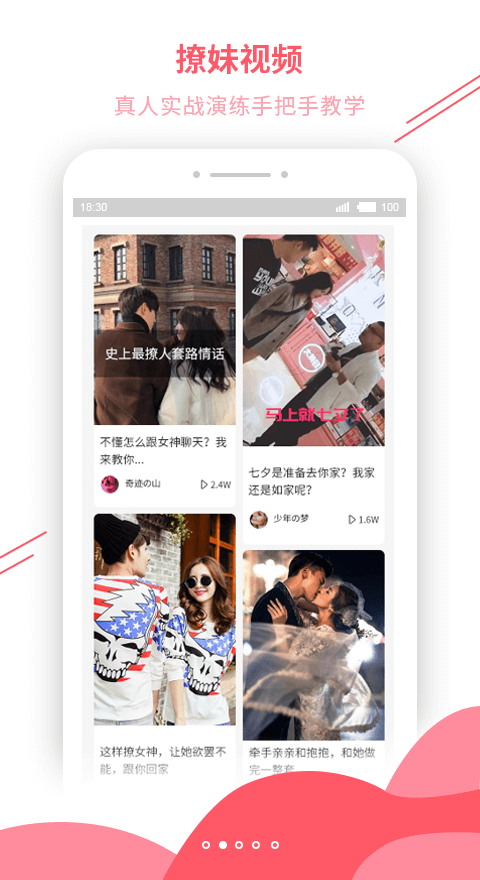 撩妹视频
真人实战演练手把手教学
18:30
100
史上最撩人套路情话
不懂怎么跟女神聊天？我
来教你...
奇迹の山
2.4W
马上就七夕了
七夕是准备去你家？我家
还是如家呢？
少年の梦
1.6W
这样撩女神，让她欲罢不
能，跟你回家
牵手亲亲和抱抱，和她做
完一整套